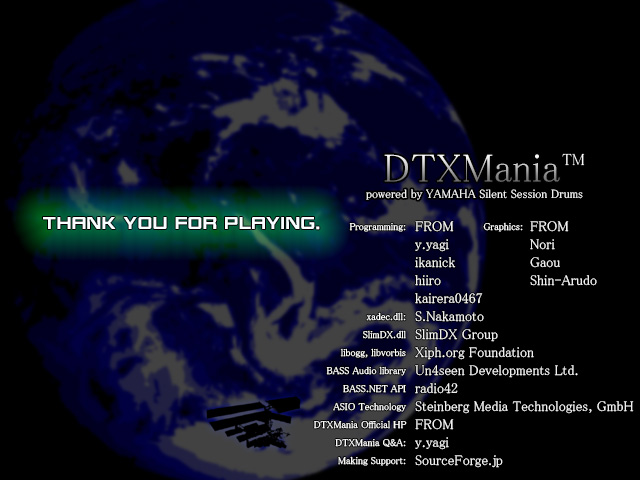 DTXMania™
powered by YAMAHA Silent Session Drums
THANK YOU FOR PLAYING.
Programming: FROM Graphics: FROM
y.yagi Nori
ikanick Gaou
hiiro Shin-Arudo
kairera0467
xadec.dll: S.Nakamoto
SlimDX.dll SlimDX Group
libogg, libvorbis Xiph.org Foundation
BASS Audio library Un4seen Developments Ltd.
BASS.NET API radio42
ASIO Technology Steinberg Media Technologies, GmbH
DTXMania Official HP FROM
DTXMania Q&A: y.yagi
Making Support: SourceForge.jp